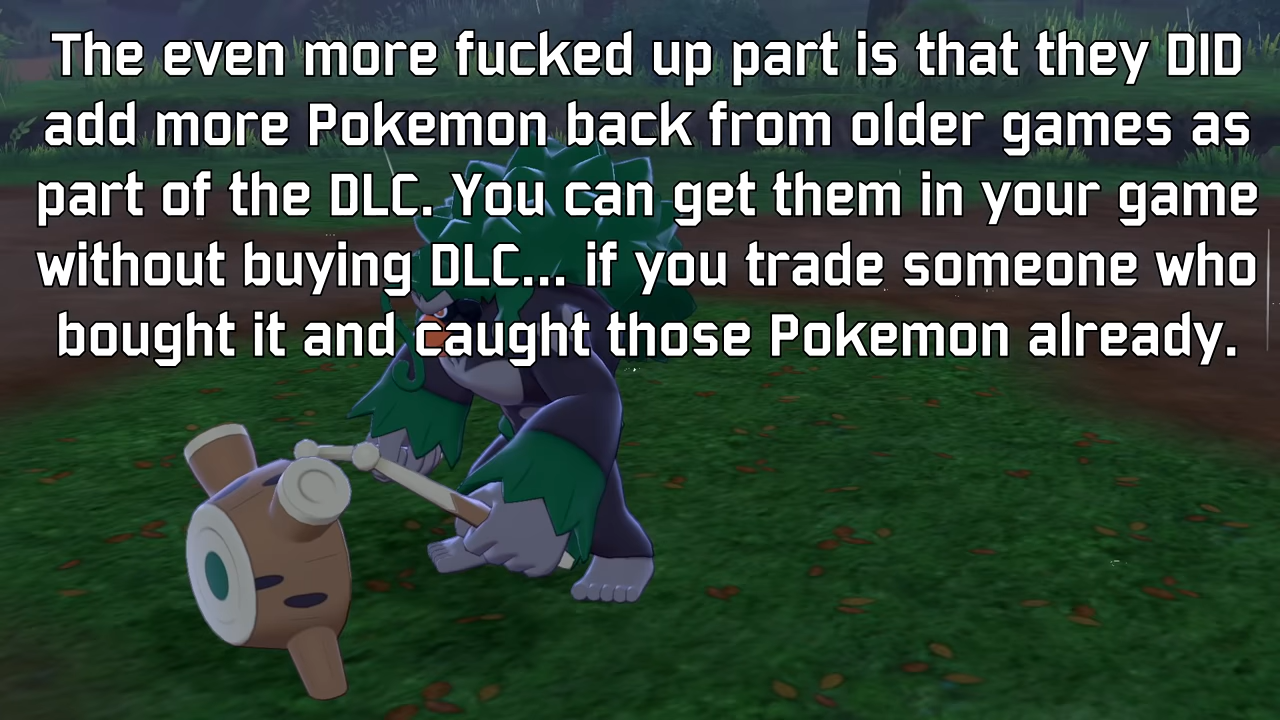 The even more fucked up part is that they DID
add more Pokemon back from older games as
part of the DLC. You can get them in your game
without buying DLC... if you trade someone who
bought it and caught those Pokemon already.